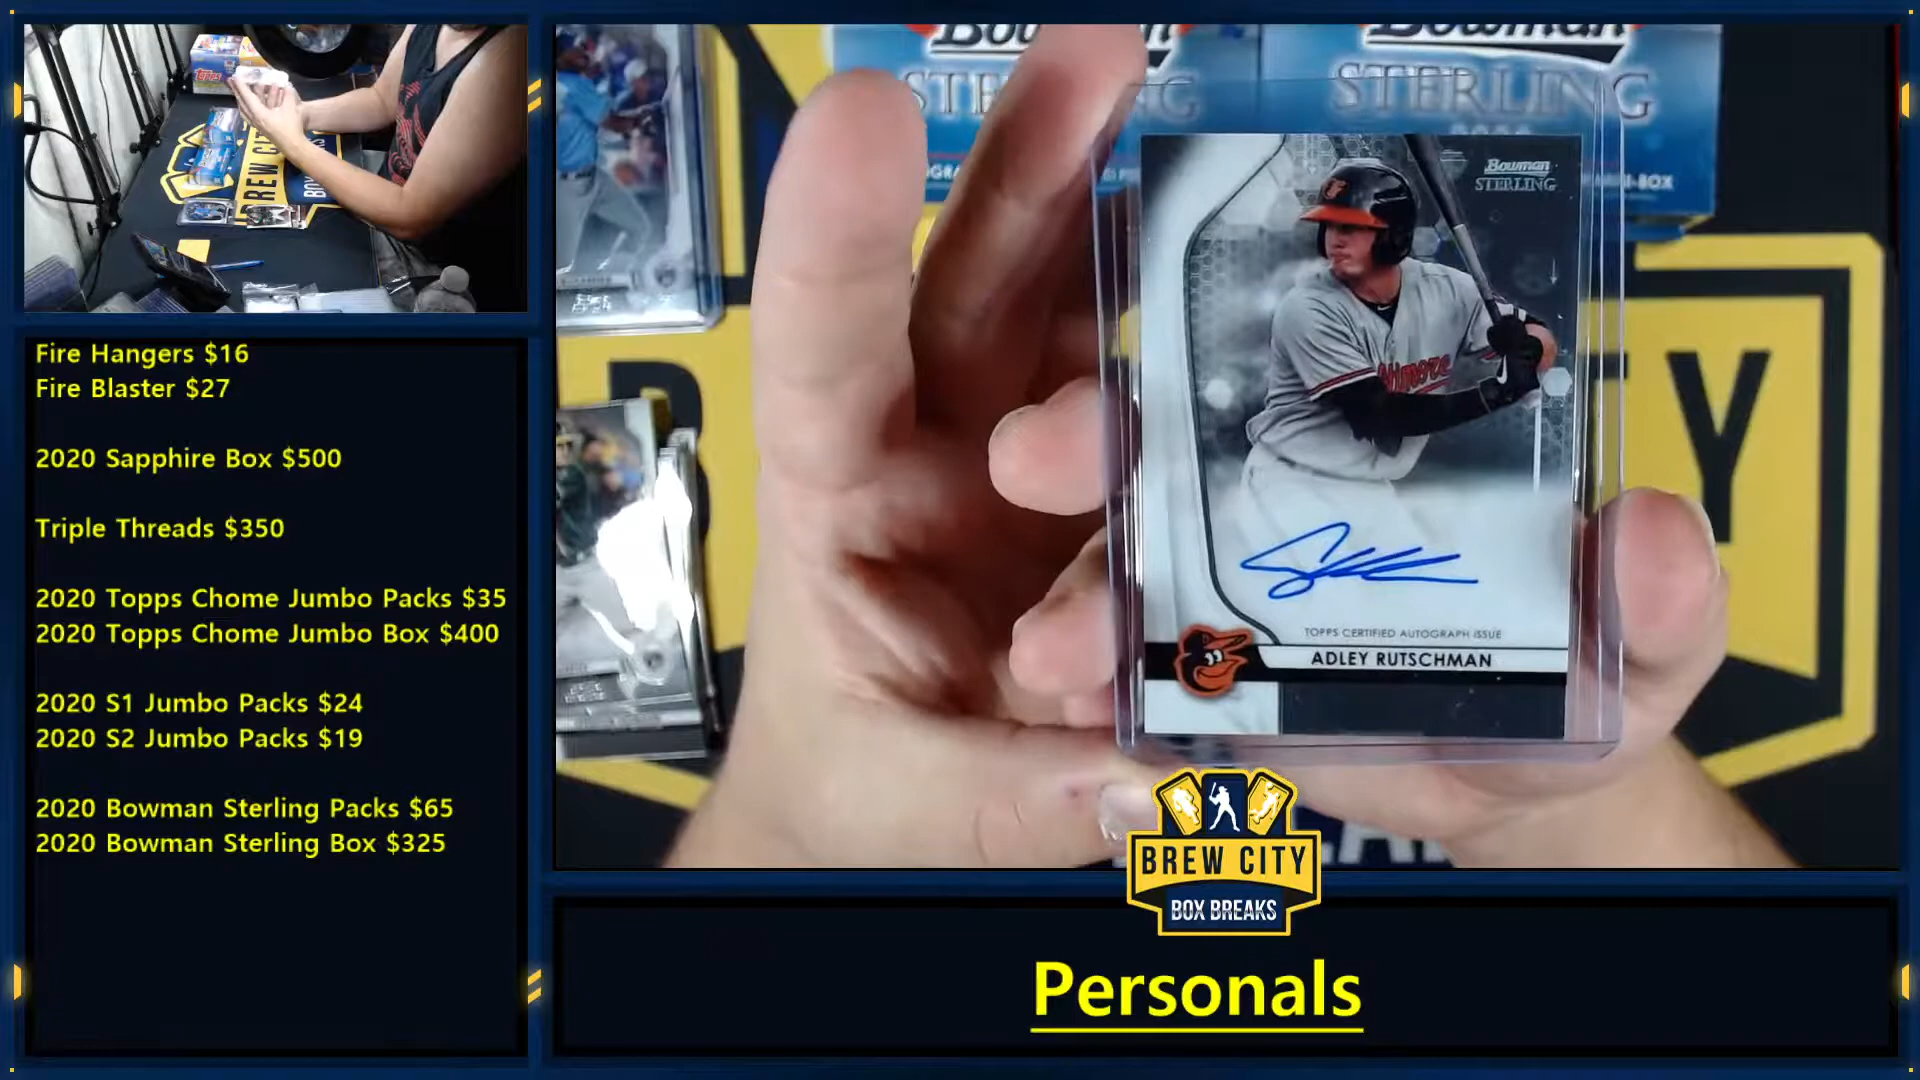 Fire Hangers $16
Fire Blaster $27
2020 Sapphire Box $500
Triple Threads $350
2020 Topps Chome Jumbo Packs $35
2020 Topps Chome Jumbo Box $400
2020 S1 Jumbo Packs $24
2020 S2 Jumbo Packs $19
2020 Bowman Sterling Packs $65
2020 Bowman Sterling Box $325
Bowman
STERLING
Bowman
STERLING
TOPPS CERTIFIED AUTOGRAPH ISSUE
ADLEY RUTSCHMAN
BREW CITY
BOX BREAKS
Personals